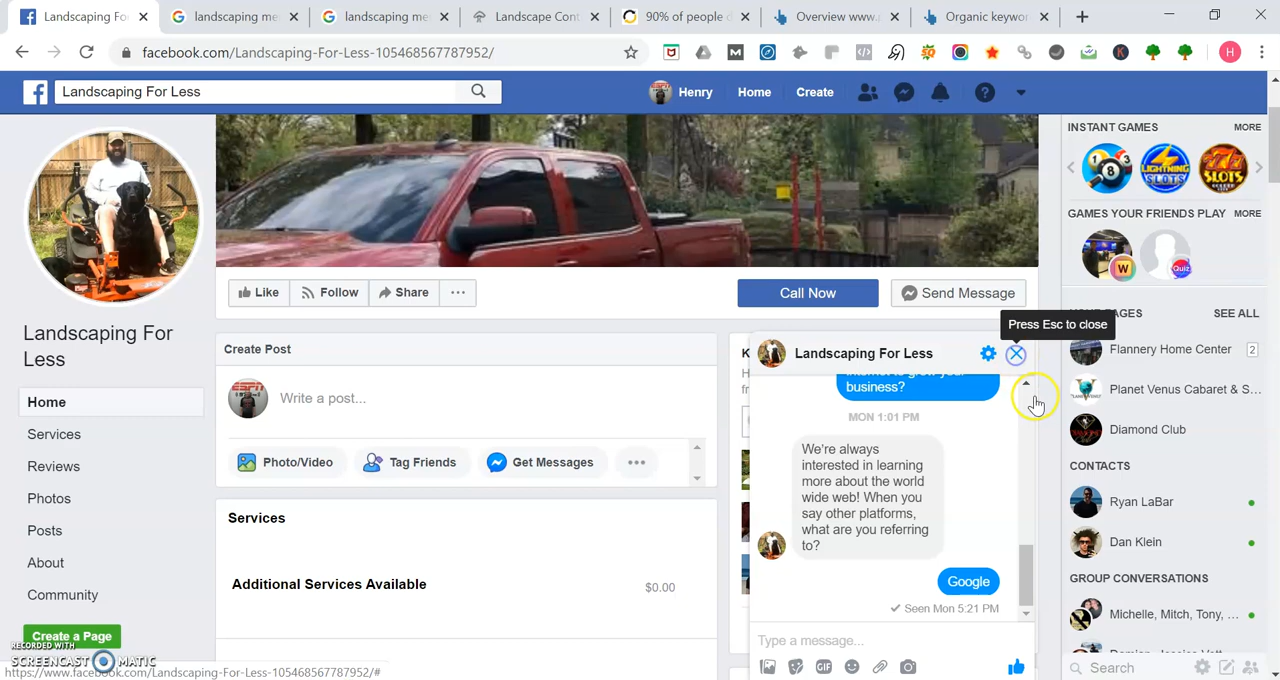 Landscaping For L
landscaping me
landscaping me
Landscape Cont
90% of people
Overview www.
Organic keywor
facebook.com/Landscaping-For-Less-105468567787952/
H
Landscaping For Less
Henry
Home
Create
INSTANT GAMES
MORE
GAMES YOUR FRIENDS PLAY
MORE
Like
Follow
Share
Call Now
Send Message
Landscaping For
Less
Home
Services
Reviews
Photos
Posts
About
Community
Create a Page
Create Post
Write a post...
Photo/Video
Tag Friends
Get Messages
Services
Additional Services Available
$0.00
Press Esc to close
Landscaping For Less
internet to grow your
business?
MON 1:01 PM
We're always
interested in learning
more about the world
wide web! When you
say other platforms,
what are you referring
to?
Google
Seen Mon 5:21 PM
Type a message...
GIF
PAGES
SEE ALL
Flannery Home Center
2
Planet Venus Cabaret & S...
Diamond Club
CONTACTS
Ryan LaBar
Dan Klein
GROUP CONVERSATIONS
Michelle, Mitch, Tony, ...
Search
RECORDED WITH
SCREENCAST MATIC
https://www.facebook.com/Landscaping-For-Less-105468567787952/#